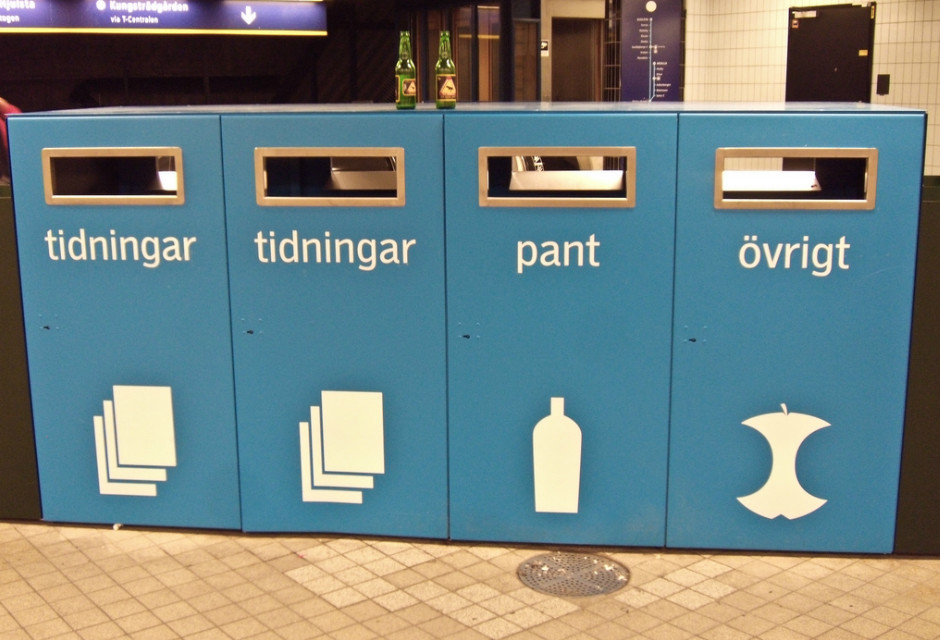 Kungsträdgården
via T-Centralen
tidningar
tidningar
pant
övrigt